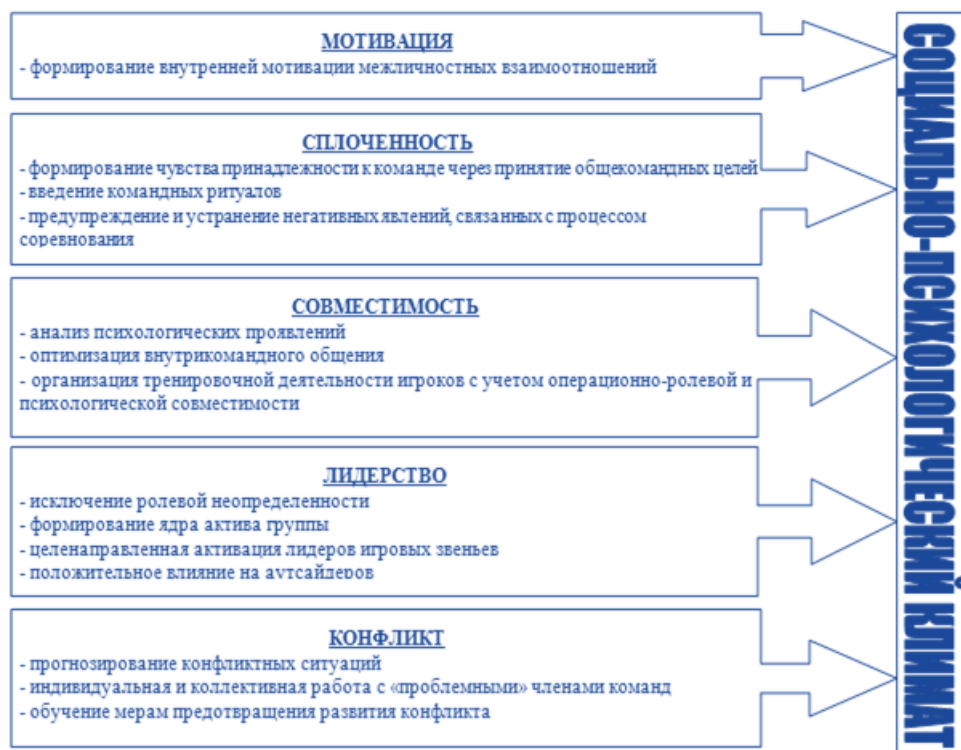 МОТИВАЦИЯ
- формирование внутренней мотивации межличностных взаимоотношений
СПЛОЧЕННОСТЬ
- формирование чувства принадлежности к команде через принятие общекомандных целей
- введение командных ритуалов
- предупреждение и устранение негативных явлений, связанных с процессом
соревнования
СОВМЕСТИМОСТЬ
- анализ психологических проявлений
- оптимизация внутрикомандного общения
- организация тренировочной деятельности игроков с учетом операционно-ролевой и
психологической совместимости
ЛИДЕРСТВО
- исключение ролевой неопределенности
- формирование ядра актива группы
- целенаправленная активация лидеров игровых звеньев
- положительное влияние на аутсайдеров
КОНФЛИКТ
- прогнозирование конфликтных ситуаций
- индивидуальная и коллективная работа с «проблемными» членами команд
- обучение мерам предотвращения развития конфликта
СОЦИАЛЬНО-ПСИХОЛОГИЧЕСКИЙ КЛИМАТ